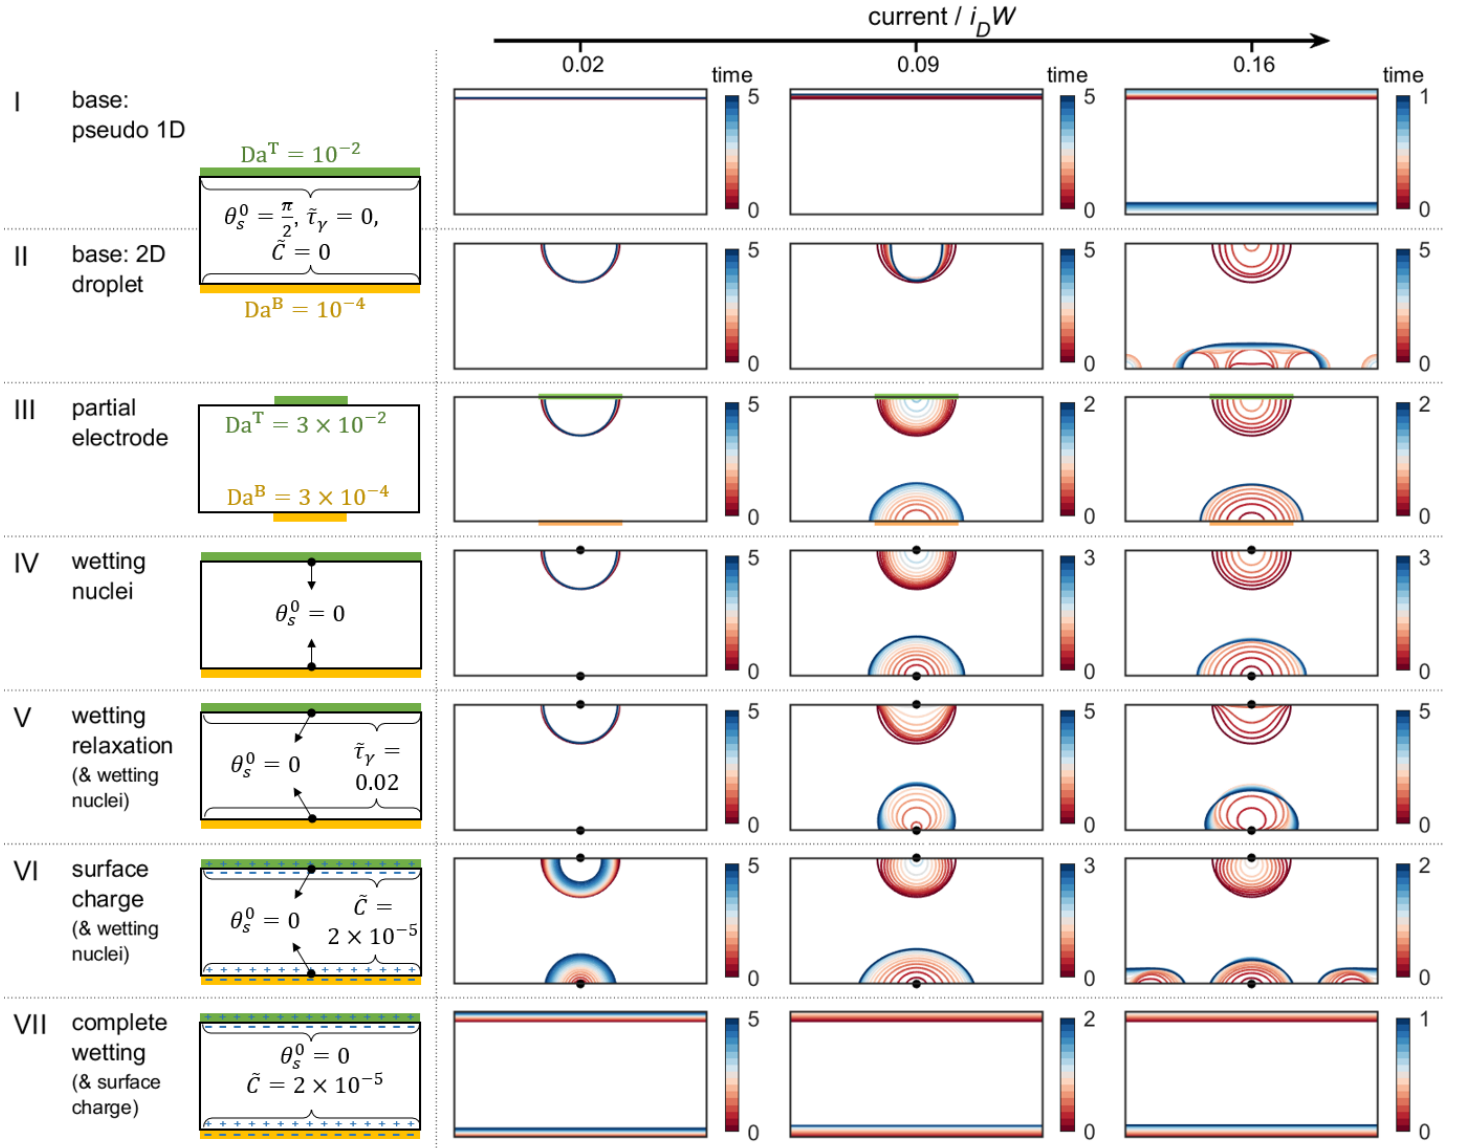 current / i_D W
0.02 0.09 0.16
time time time
I base: pseudo 1D
5 5 1
0 0 0
Da^T = 10^−2
θ_s^0 = π/2, τ̃_γ = 0,
C̃ = 0
Da^B = 10^−4
II base: 2D droplet
5 5 5
0 0 0
III partial electrode
Da^T = 3 × 10^−2
Da^B = 3 × 10^−4
5 2 2
0 0 0
IV wetting nuclei
θ_s^0 = 0
5 3 3
0 0 0
V wetting relaxation (& wetting nuclei)
θ_s^0 = 0
τ̃_γ = 0.02
5 5 5
0 0 0
VI surface charge (& wetting nuclei)
+ + + + + + + + + + + +
− − − − − − − − − − − −
θ_s^0 = 0
C̃ = 2 × 10^−5
+ + + + + + + + + + + +
− − − − − − − − − − − −
5 3 2
0 0 0
VII complete wetting (& surface charge)
+ + + + + + + + + + + +
− − − − − − − − − − − −
θ_s^0 = 0
C̃ = 2 × 10^−5
+ + + + + + + + + + + +
− − − − − − − − − − − −
5 2 1
0 0 0